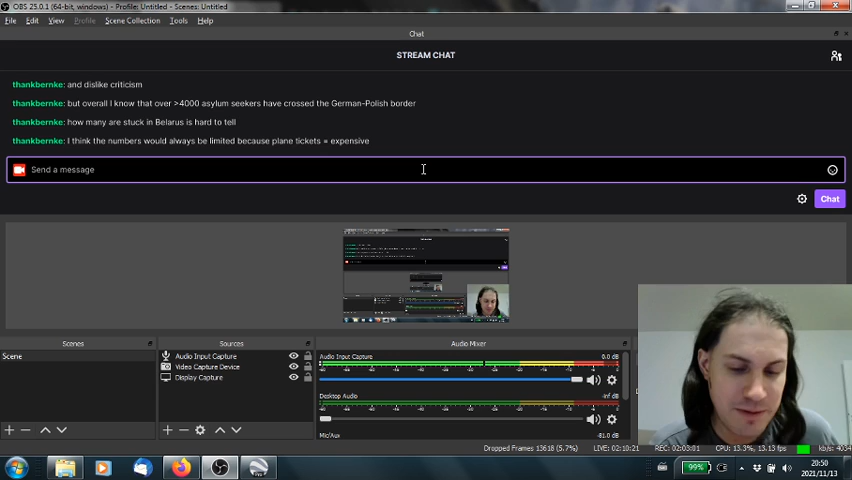 OBS 25.0.1 (64-bit, windows) - Profile: Untitled - Scenes: Untitled
File Edit View Profile Scene Collection Tools Help
Chat
STREAM CHAT
thankbernke: and dislike criticism
thankbernke: but overall I know that over >4000 asylum seekers have crossed the German-Polish border
thankbernke: how many are stuck in Belarus is hard to tell
thankbernke: I think the numbers would always be limited because plane tickets = expensive
Send a message
Chat
Scenes Sources Audio Mixer
Scene
Audio Input Capture
Video Capture Device
Display Capture
Audio Input Capture 0.0 dB
Desktop Audio -inf dB
Mic/Aux -81.0 dB
Dropped Frames 13618 (5.7%) LIVE: 02:10:21 REC: 02:03:01 CPU: 13.3%, 13.13 fps kb/s: 4034
99%
20:50
2021/11/13